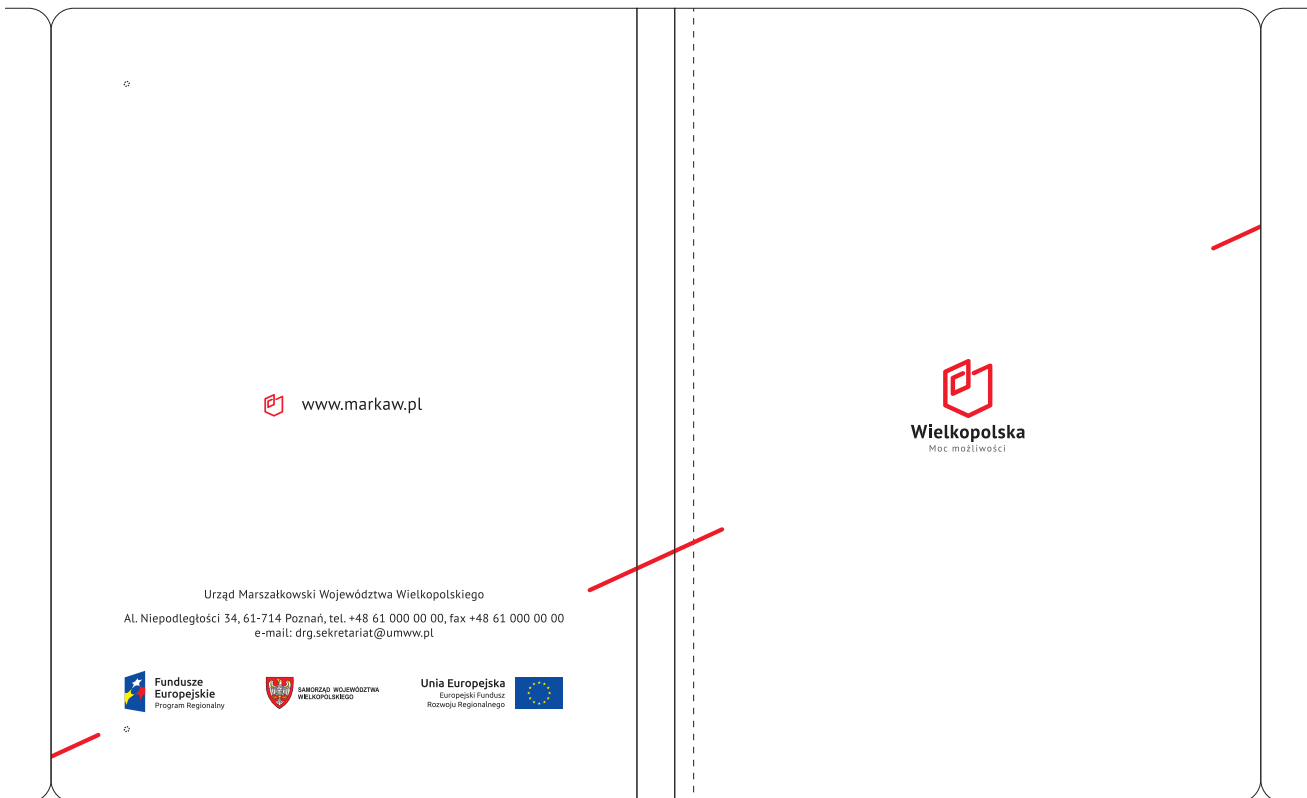 www.markaw.pl
Urząd Marszałkowski Województwa Wielkopolskiego
Al. Niepodległości 34, 61-714 Poznań, tel. +48 61 000 00 00, fax +48 61 000 00 00
e-mail: drg.sekretariat@umww.pl
Fundusze
Europejskie
Program Regionalny
SAMORZĄD WOJEWÓDZTWA
WIELKOPOLSKIEGO
Unia Europejska
Europejski Fundusz
Rozwoju Regionalnego
Wielkopolska
Moc możliwości